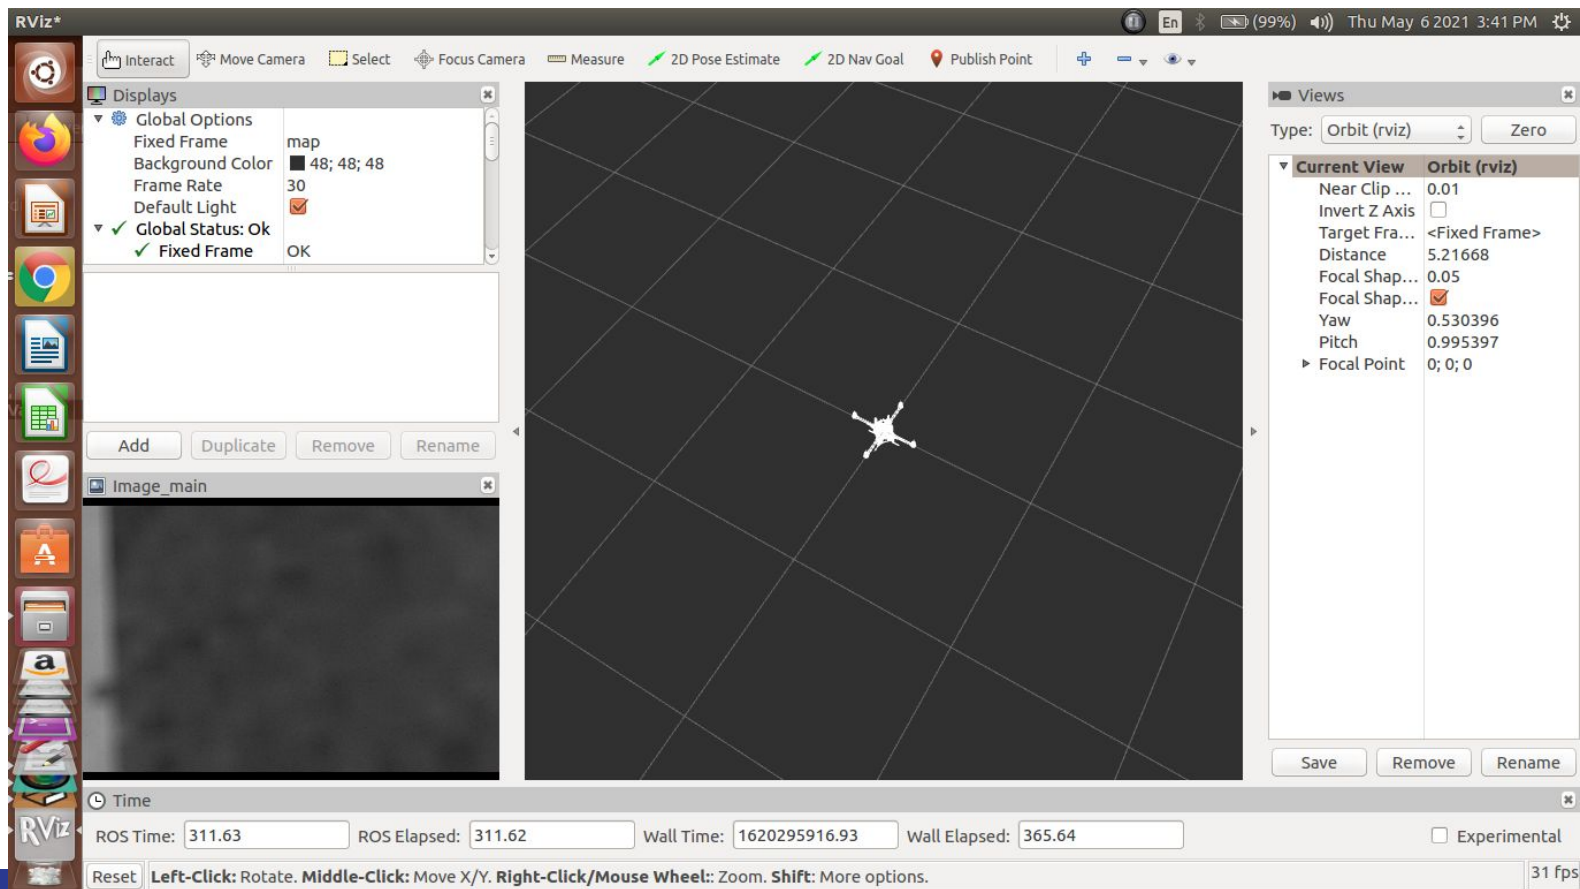 RViz*
En
(99%)
Thu May 6 2021 3:41 PM
Interact
Move Camera
Select
Focus Camera
Measure
2D Pose Estimate
2D Nav Goal
Publish Point
Displays
Global Options
Fixed Frame map
Background Color 48; 48; 48
Frame Rate 30
Default Light
Global Status: Ok
Fixed Frame OK
Add Duplicate Remove Rename
Image_main
Views
Type: Orbit (rviz) Zero
Current View Orbit (rviz)
Near Clip ... 0.01
Invert Z Axis
Target Fra... <Fixed Frame>
Distance 5.21668
Focal Shap... 0.05
Focal Shap...
Yaw 0.530396
Pitch 0.995397
Focal Point 0; 0; 0
Save Remove Rename
a
RViz
Time
ROS Time: 311.63 ROS Elapsed: 311.62 Wall Time: 1620295916.93 Wall Elapsed: 365.64 Experimental
Reset Left-Click: Rotate. Middle-Click: Move X/Y. Right-Click/Mouse Wheel:: Zoom. Shift: More options. 31 fps